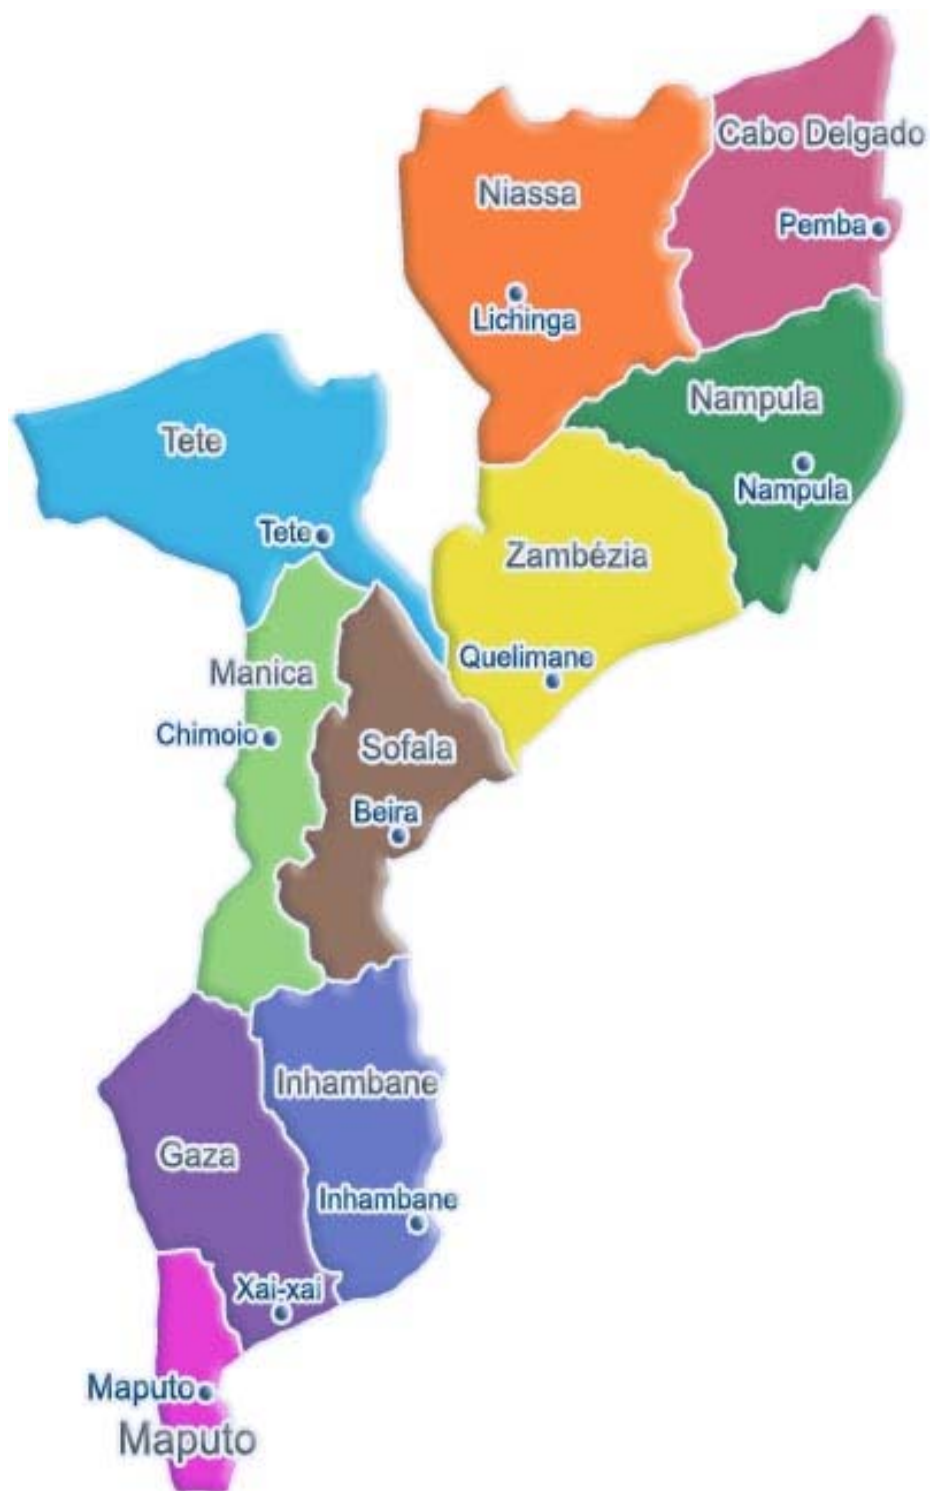 Cabo Delgado
Niassa
Pemba
Lichinga
Nampula
Tete
Nampula
Tete
Zambézia
Quelimane
Manica
Chimoio
Sofala
Beira
Inhambane
Gaza
Inhambane
Xai-xai
Maputo
Maputo